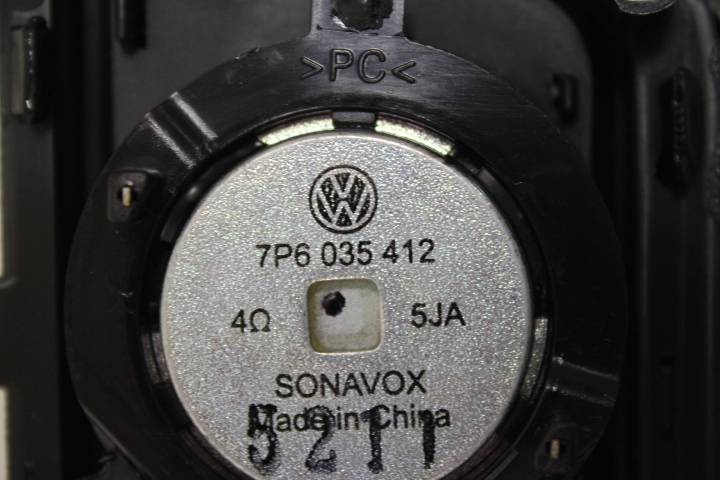 >PC<
7P6 035 412
4Ω 5JA
SONAVOX
Made in China
5211